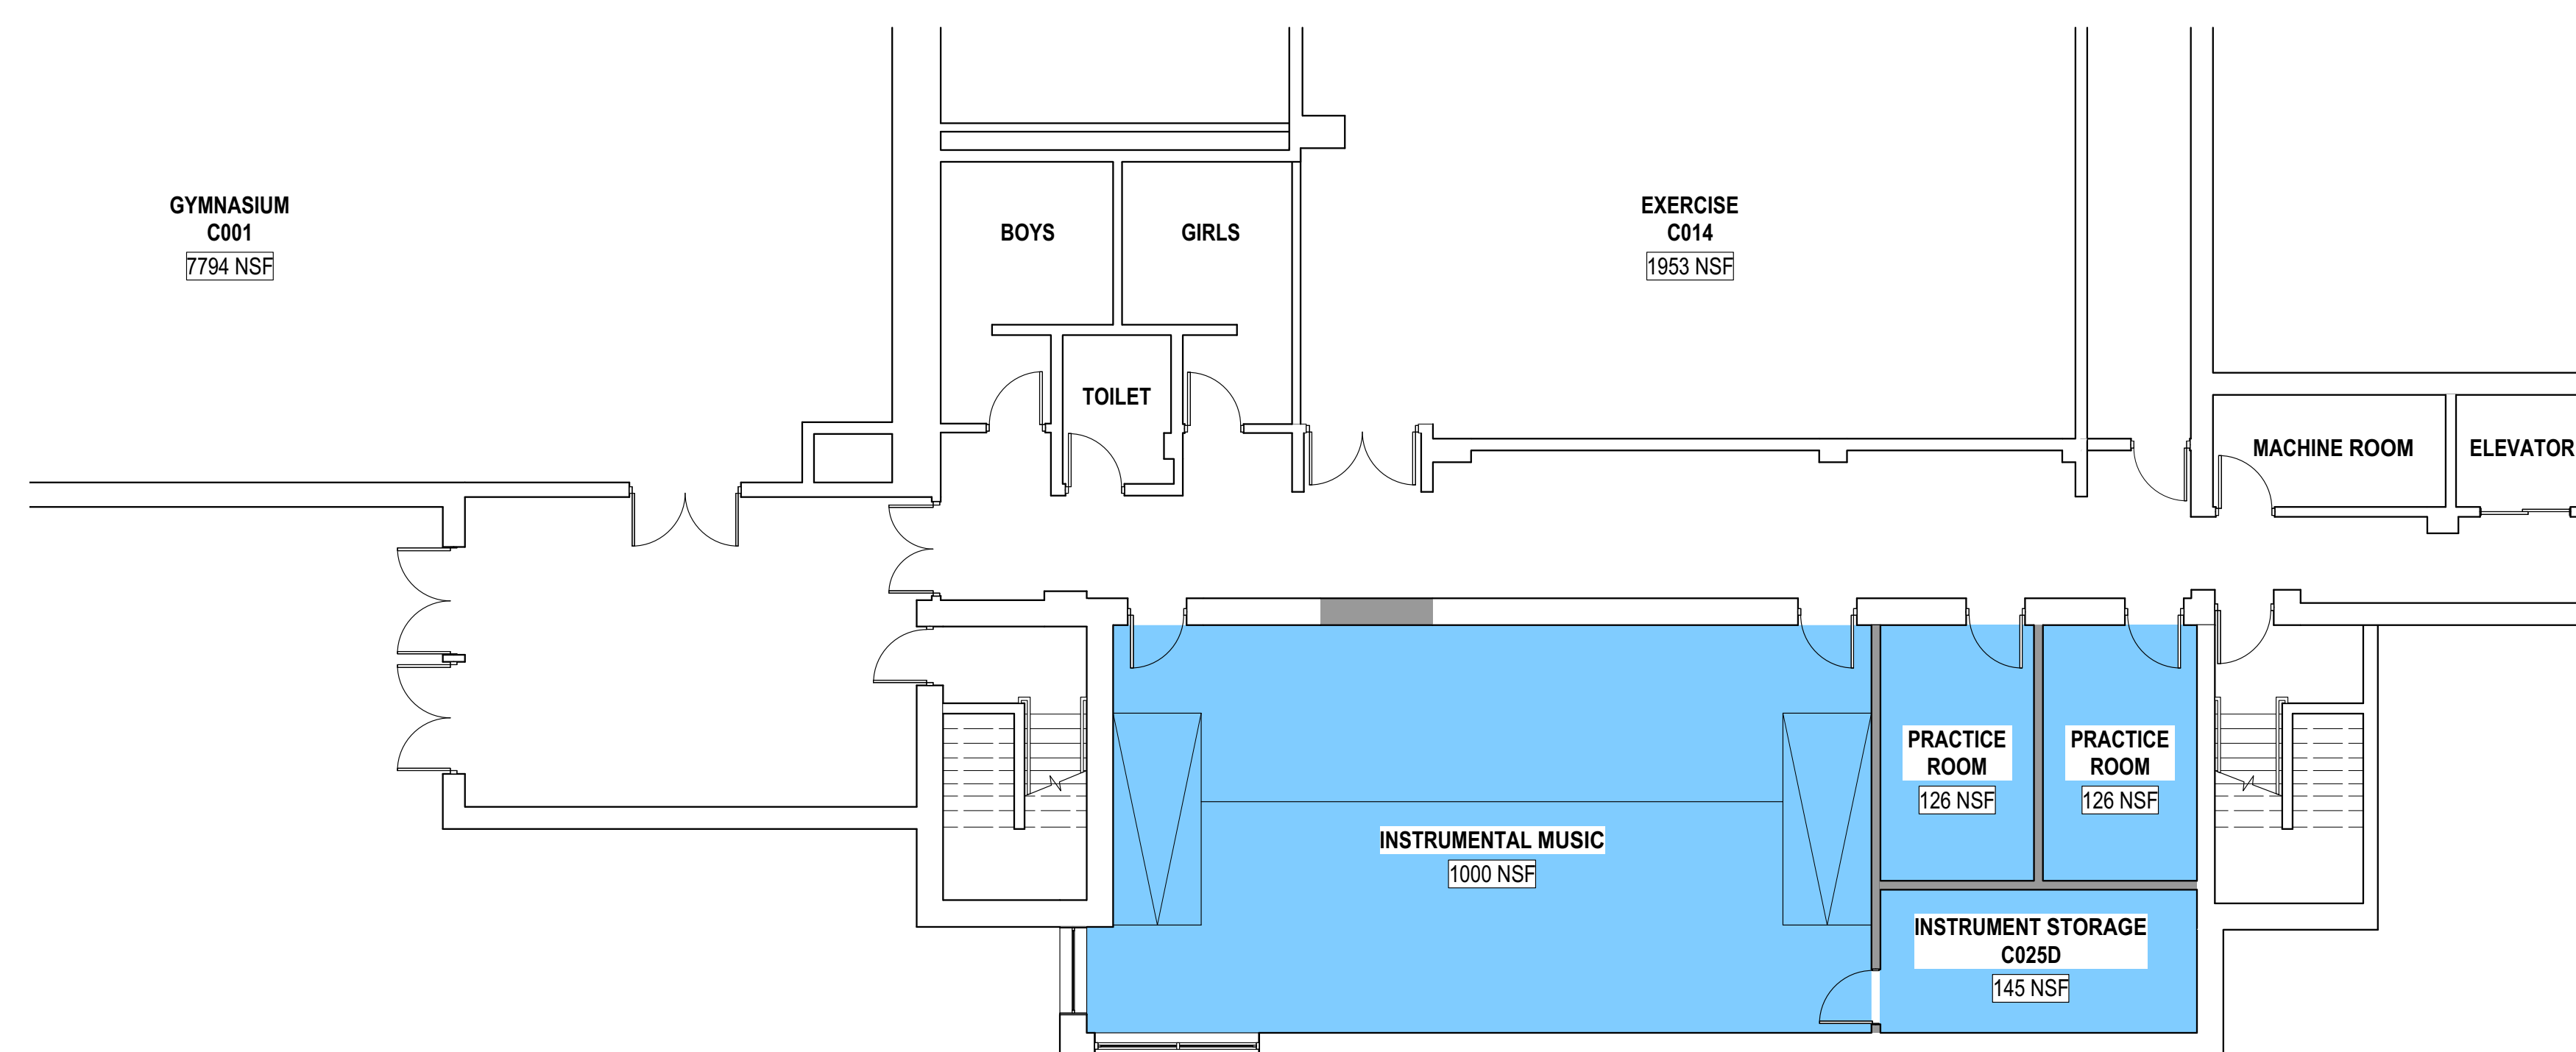 GYMNASIUM
C001
7794 NSF
BOYS
GIRLS
TOILET
EXERCISE
C014
1953 NSF
MACHINE ROOM
ELEVATOR
INSTRUMENTAL MUSIC
1000 NSF
PRACTICE
ROOM
126 NSF
PRACTICE
ROOM
126 NSF
INSTRUMENT STORAGE
C025D
145 NSF